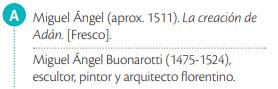 A
Miguel Ángel (aprox. 1511). La creación de
Adán. [Fresco].
Miguel Ángel Buonarotti (1475-1524),
escultor, pintor y arquitecto florentino.